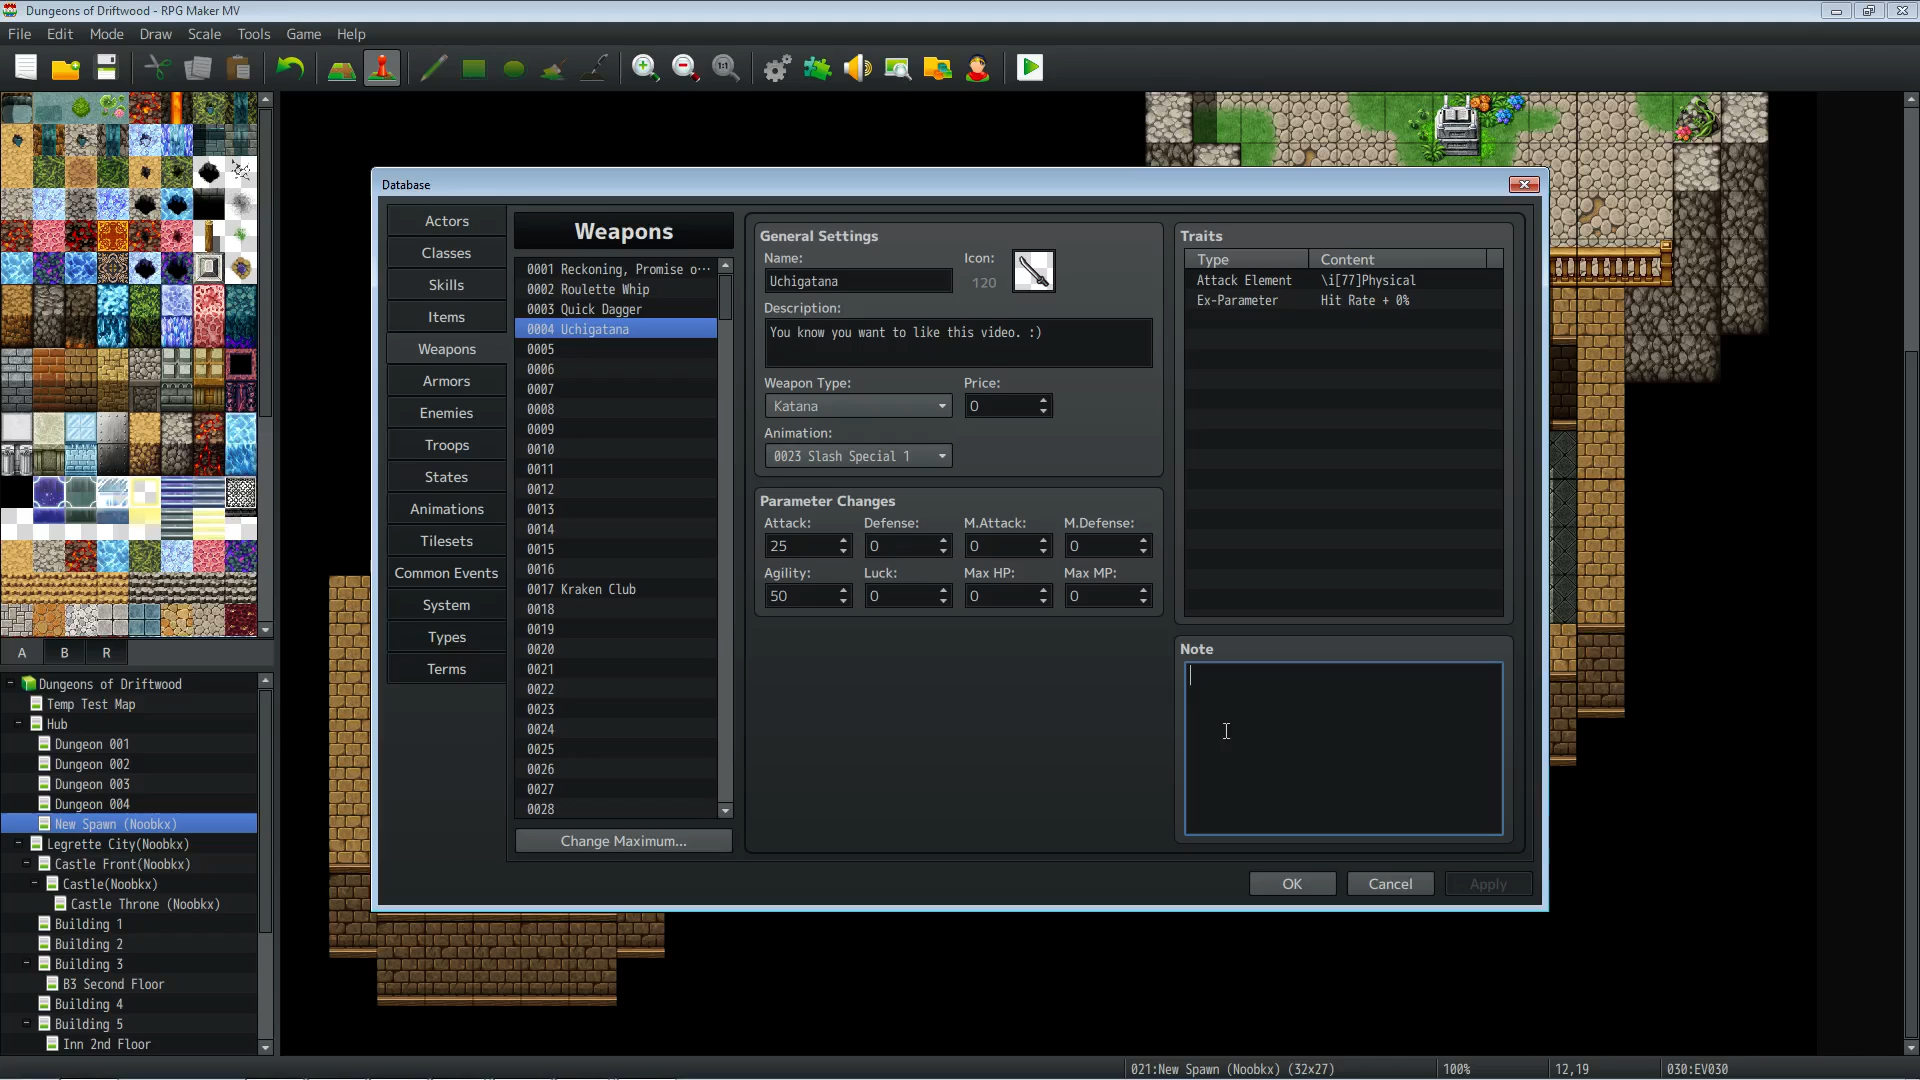 Dungeons of Driftwood - RPG Maker MV
File Edit Mode Draw Scale Tools Game Help
Database
Actors
Classes
Skills
Items
Weapons
Armors
Enemies
Troops
States
Animations
Tilesets
Common Events
System
Types
Terms
Weapons
0001 Reckoning, Promise o···
0002 Roulette Whip
0003 Quick Dagger
0004 Uchigatana
0005
0006
0007
0008
0009
0010
0011
0012
0013
0014
0015
0016
0017 Kraken Club
0018
0019
0020
0021
0022
0023
0024
0025
0026
0027
0028
Change Maximum...
General Settings
Name: Icon:
Uchigatana 120
Description:
You know you want to like this video. :)
Weapon Type: Price:
Katana 0
Animation:
0023 Slash Special 1
Parameter Changes
Attack: Defense: M.Attack: M.Defense:
25 0 0 0
Agility: Luck: Max HP: Max MP:
50 0 0 0
Traits
Type Content
Attack Element \i[77]Physical
Ex-Parameter Hit Rate + 0%
Note
OK Cancel Apply
A B R
Dungeons of Driftwood
Temp Test Map
Hub
Dungeon 001
Dungeon 002
Dungeon 003
Dungeon 004
New Spawn (Noobkx)
Legrette City(Noobkx)
Castle Front(Noobkx)
Castle(Noobkx)
Castle Throne (Noobkx)
Building 1
Building 2
Building 3
B3 Second Floor
Building 4
Building 5
Inn 2nd Floor
021:New Spawn (Noobkx) (32x27) 100% 12,19 030:EV030